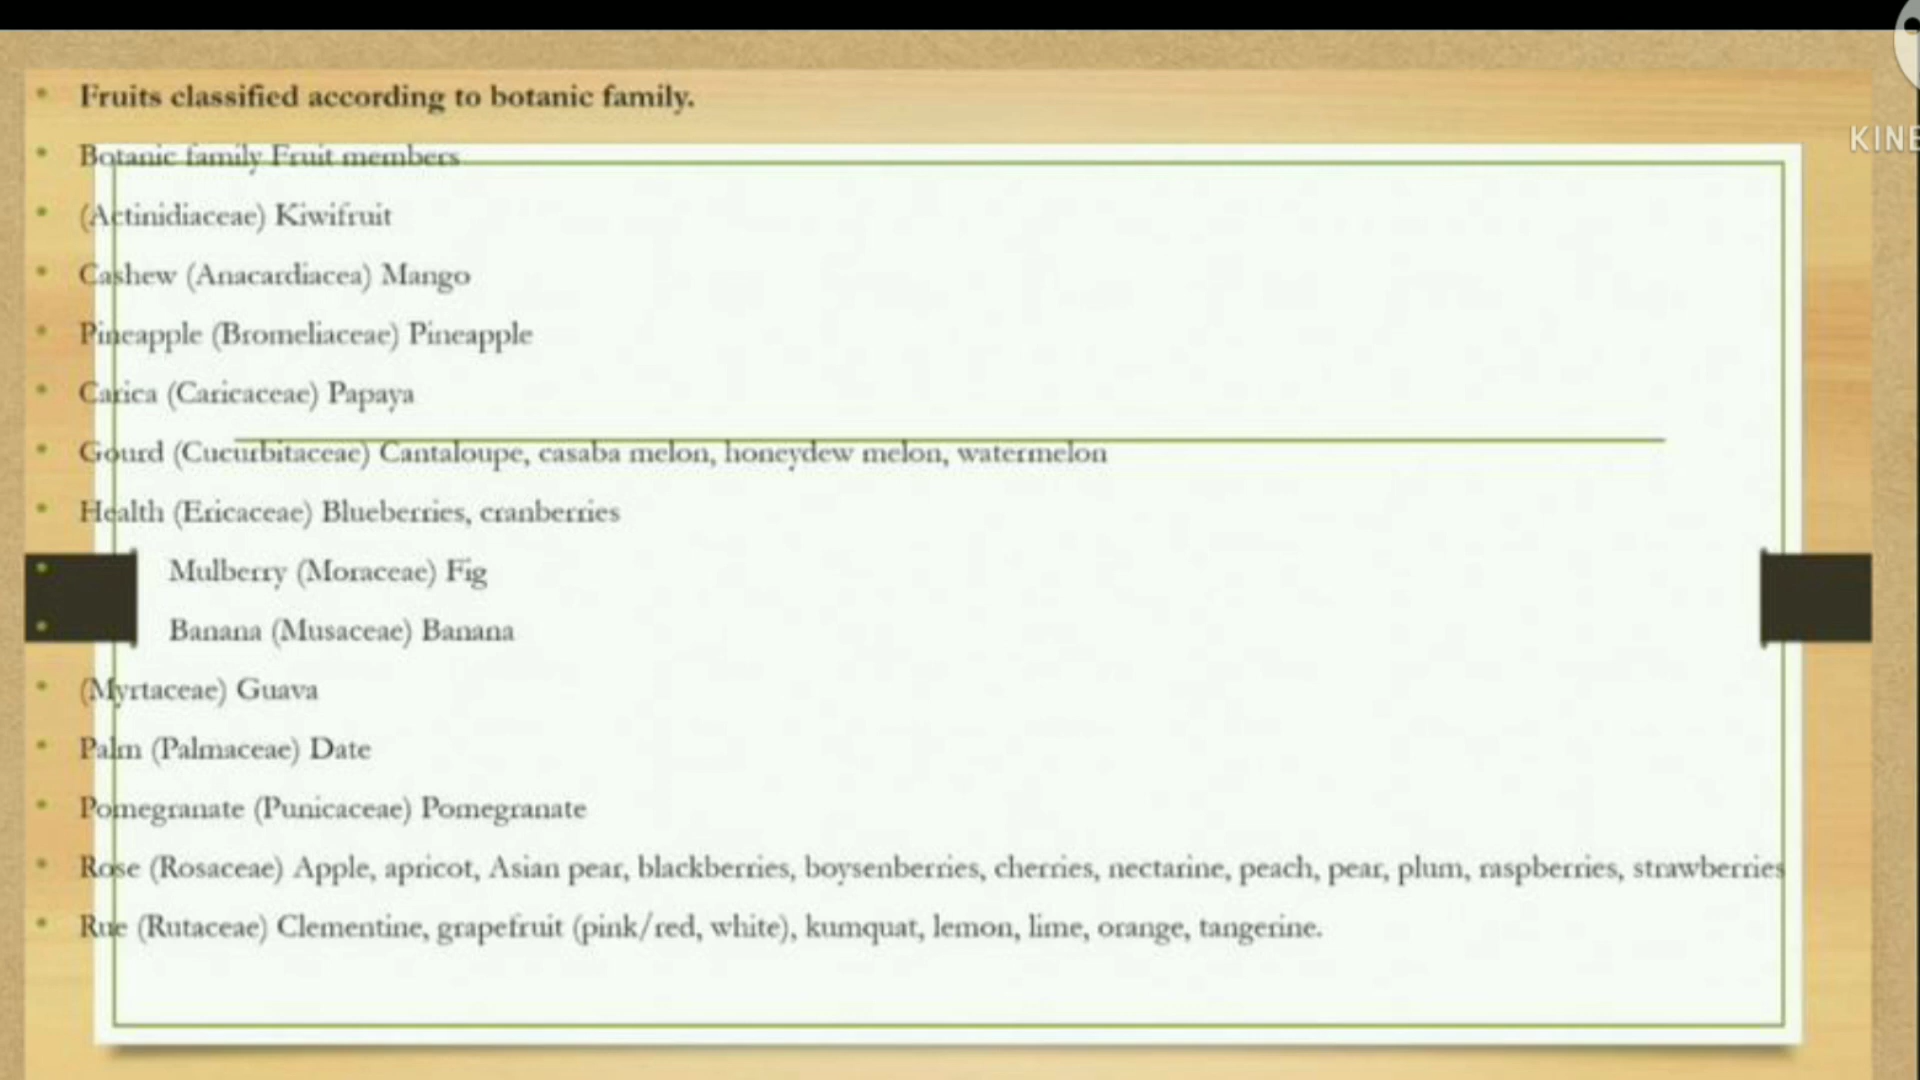 Fruits classified according to botanic family.
KINE
Botanic family Fruit members
(Actinidiaceae) Kiwifruit
Cashew (Anacardiacea) Mango
Pineapple (Bromeliaceae) Pineapple
Carica (Caricaceae) Papaya
Gourd (Cucurbitaceae) Cantaloupe, casaba melon, honeydew melon, watermelon
Health (Ericaceae) Blueberries, cranberries
Mulberry (Moraceae) Fig
Banana (Musaceae) Banana
(Myrtaceae) Guava
Palm (Palmaceae) Date
Pomegranate (Punicaceae) Pomegranate
Rose (Rosaceae) Apple, apricot, Asian pear, blackberries, boysenberries, cherries, nectarine, peach, pear, plum, raspberries, strawberries
Rue (Rutaceae) Clementine, grapefruit (pink/red, white), kumquat, lemon, lime, orange, tangerine.